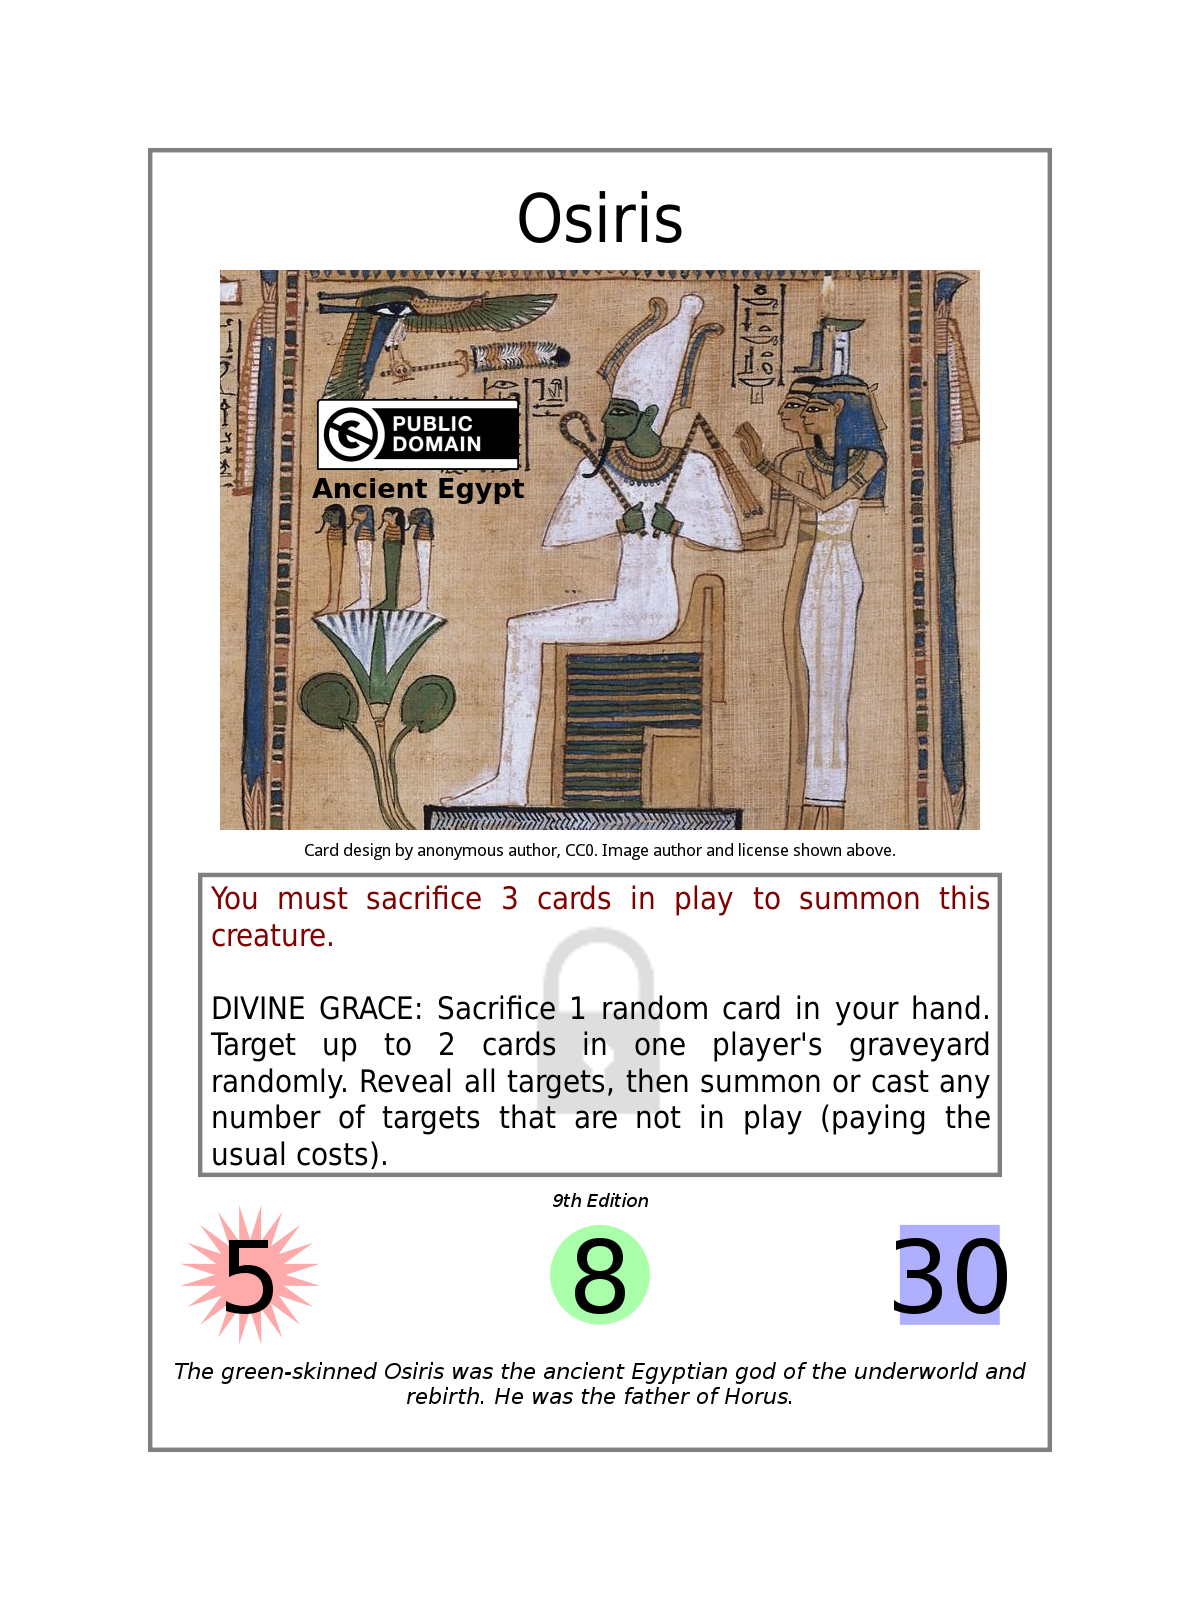 Osiris
PUBLIC
DOMAIN
Ancient Egypt
Card design by anonymous author, CC0. Image author and license shown above.
You must sacrifice 3 cards in play to summon this
creature.
DIVINE GRACE: Sacrifice 1 random card in your hand.
Target up to 2 cards in one player's graveyard
randomly. Reveal all targets, then summon or cast any
number of targets that are not in play (paying the
usual costs).
9th Edition
5 8 30
The green-skinned Osiris was the ancient Egyptian god of the underworld and
rebirth. He was the father of Horus.